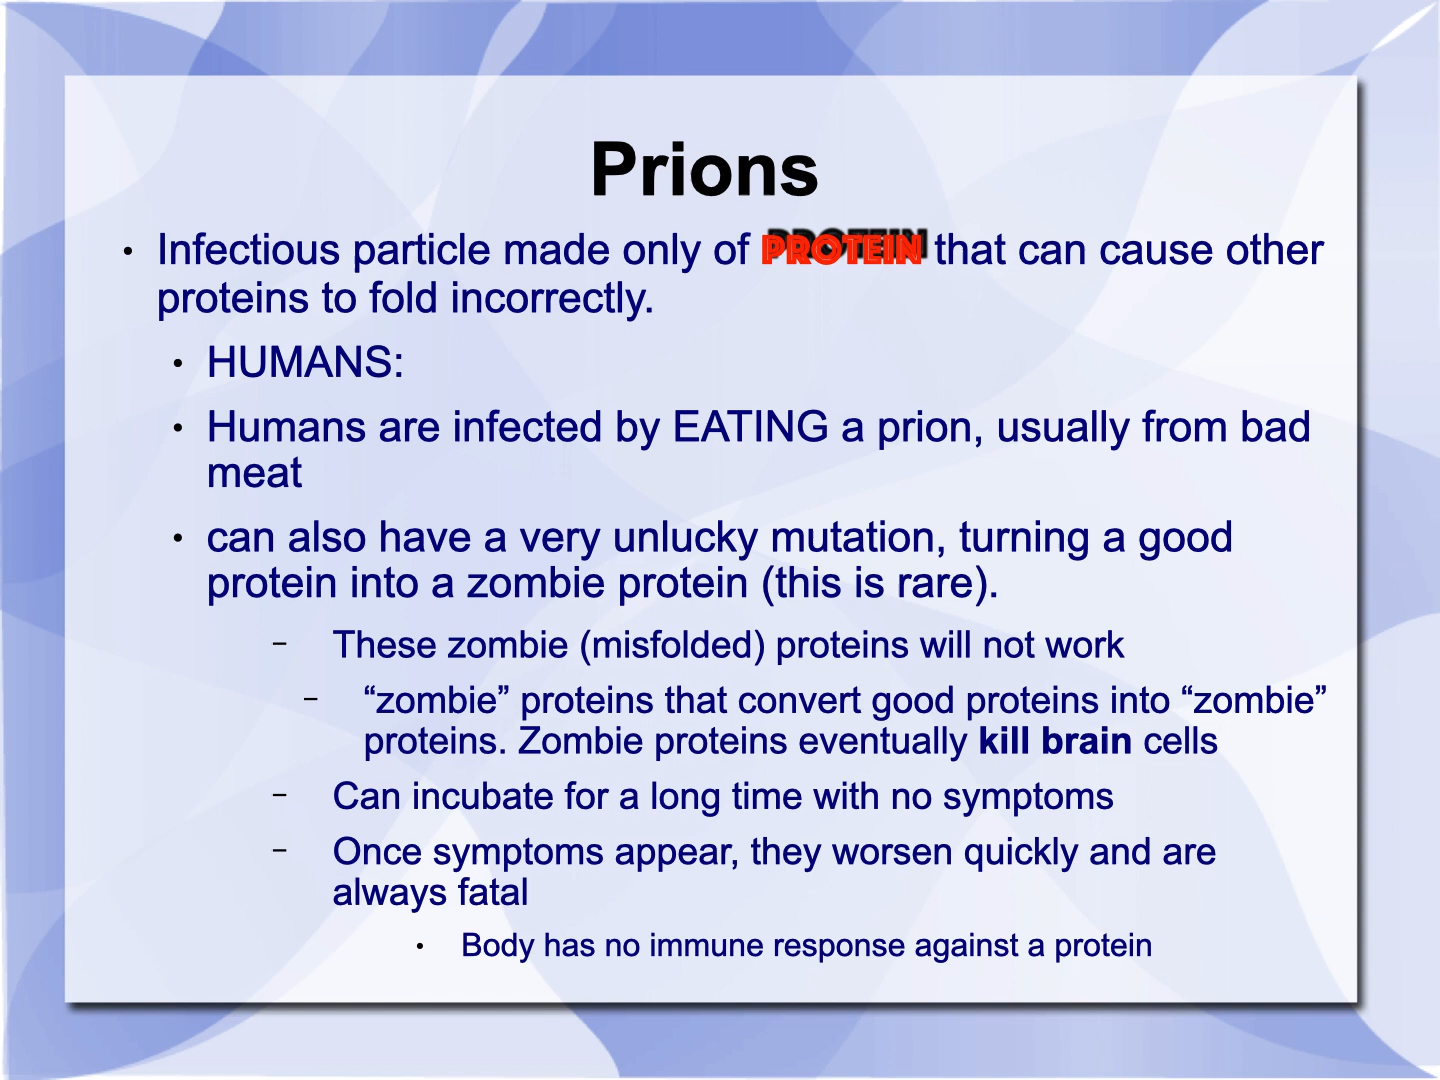 Prions
• Infectious particle made only of PROTEIN that can cause other
proteins to fold incorrectly.
• HUMANS:
• Humans are infected by EATING a prion, usually from bad
meat
• can also have a very unlucky mutation, turning a good
protein into a zombie protein (this is rare).
– These zombie (misfolded) proteins will not work
– “zombie” proteins that convert good proteins into “zombie”
proteins. Zombie proteins eventually kill brain cells
– Can incubate for a long time with no symptoms
– Once symptoms appear, they worsen quickly and are
always fatal
• Body has no immune response against a protein